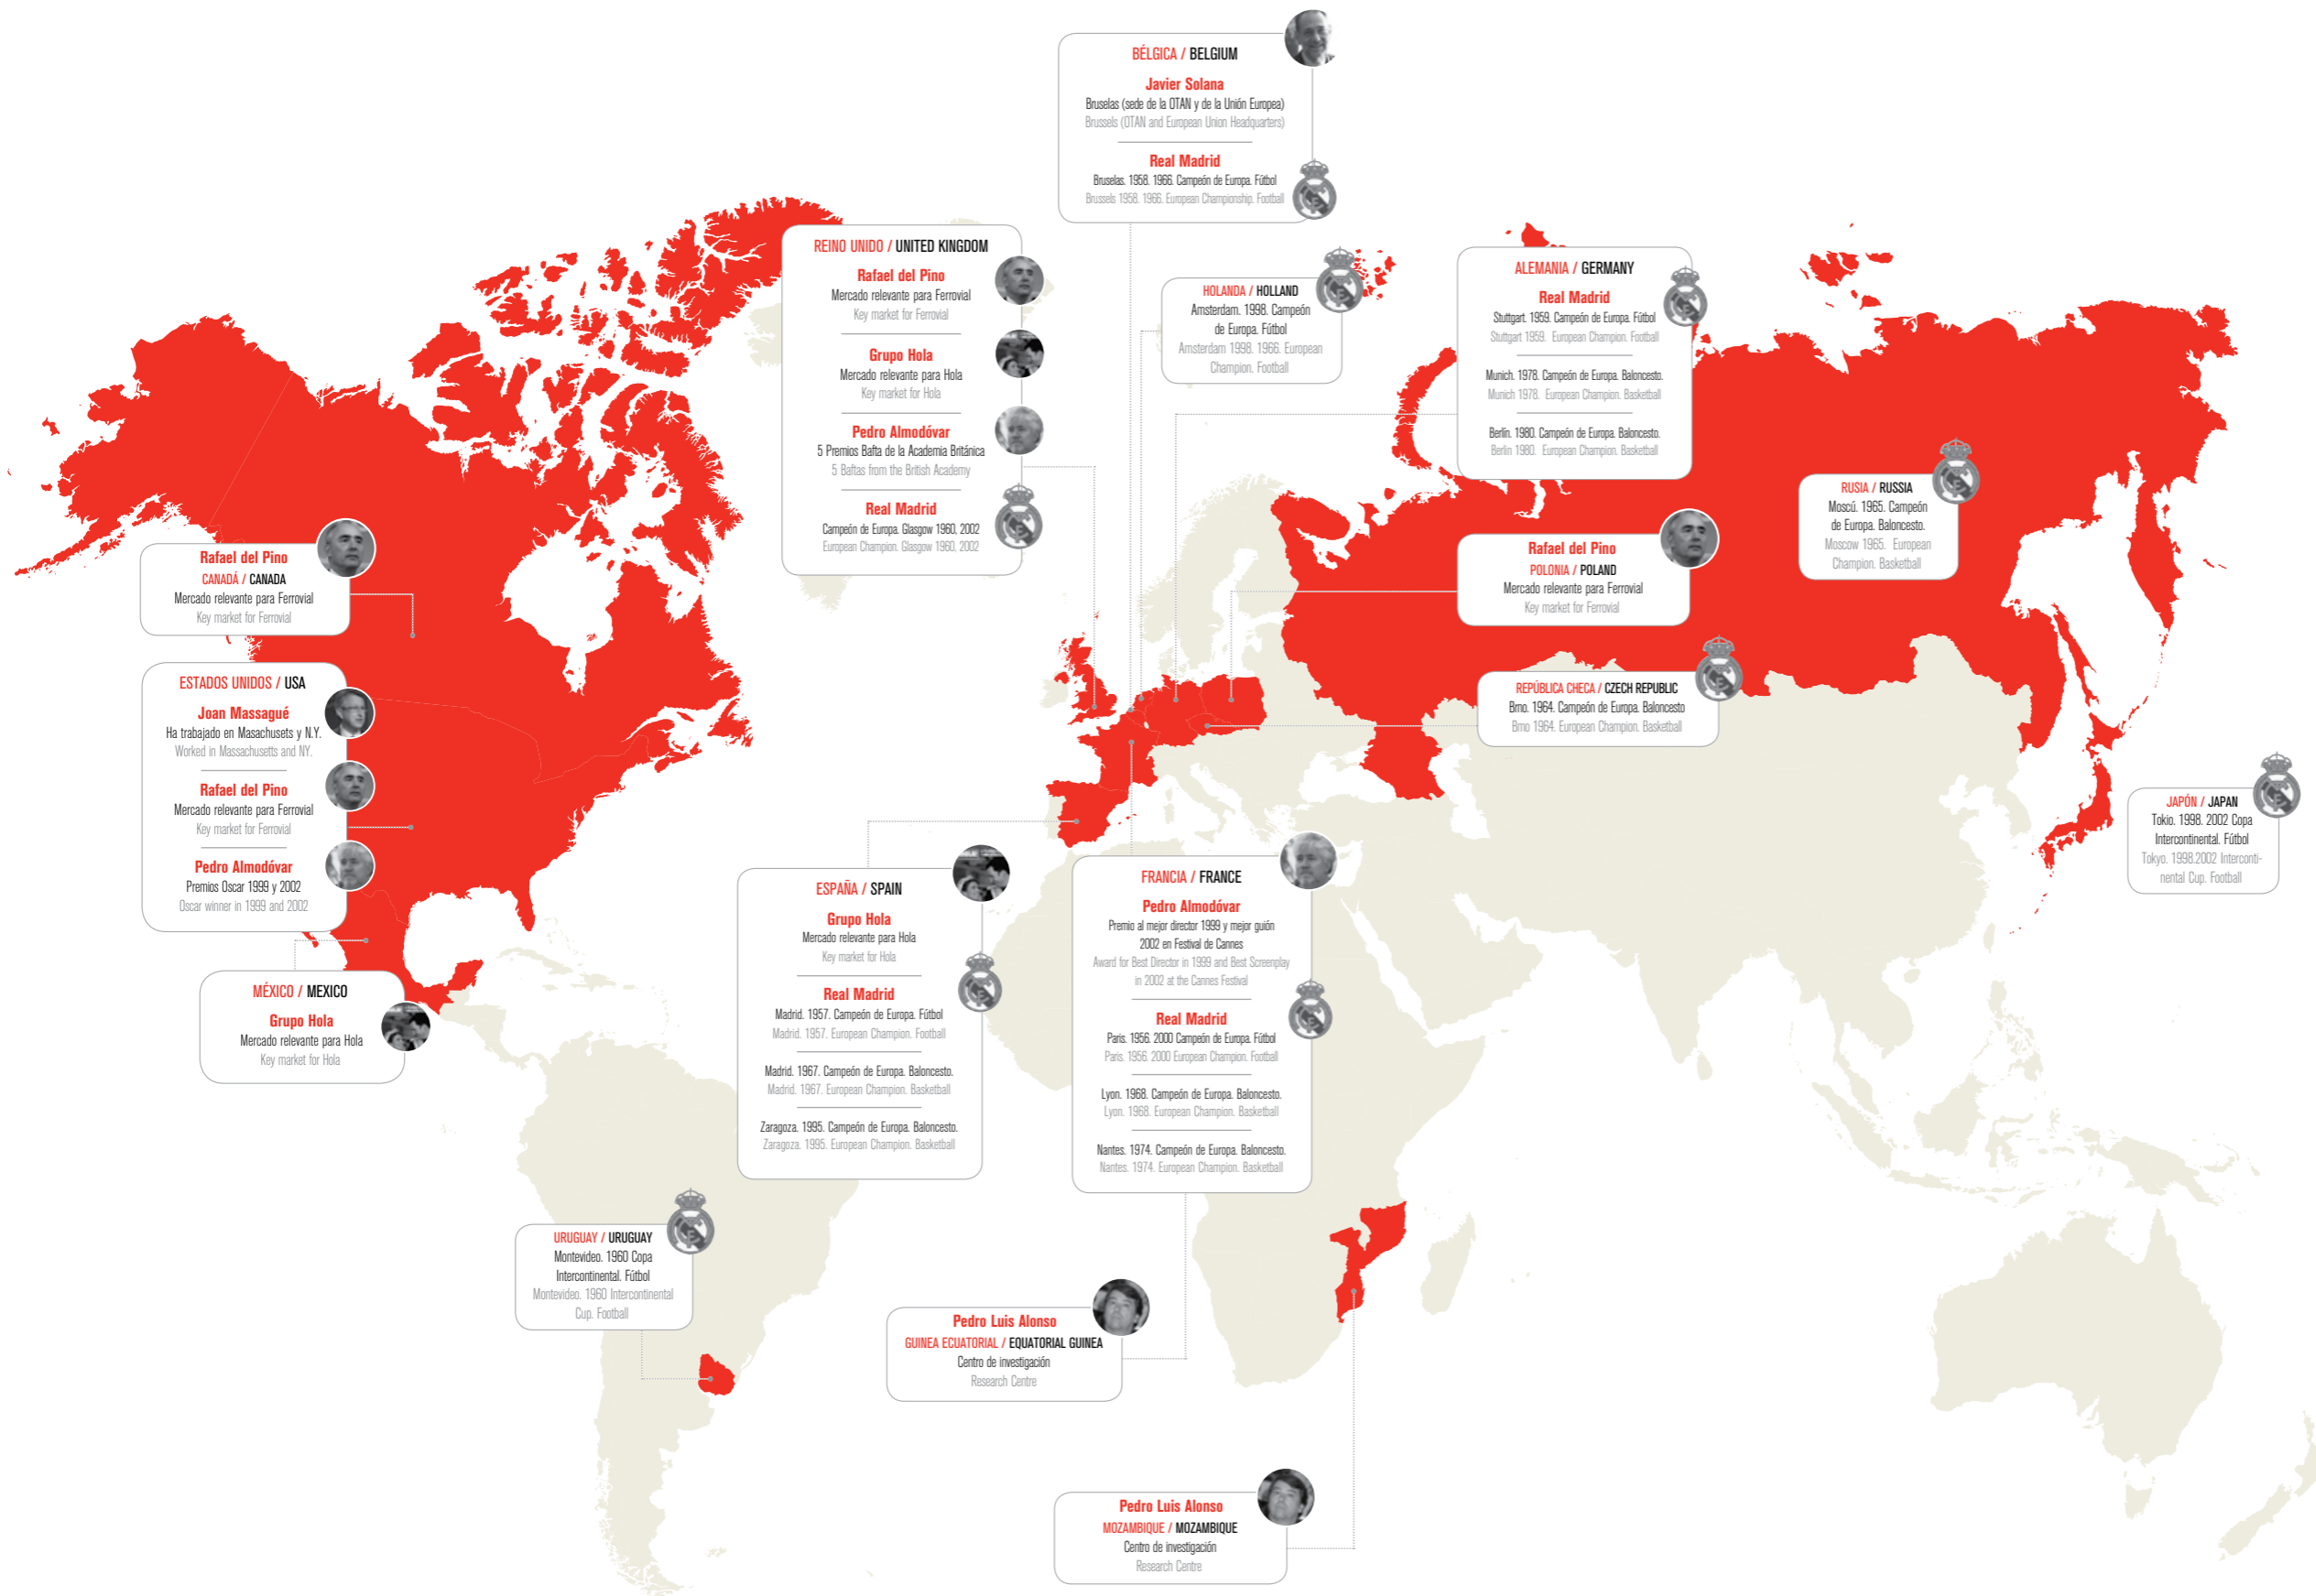 BÉLGICA / BELGIUM
Javier Solana
Bruselas (sede de la OTAN y de la Unión Europea)
Brussels (OTAN and European Union Headquarters)
Real Madrid
Bruselas. 1958. 1966. Campeón de Europa. Fútbol
Brussels 1958. 1966. European Championship. Football
REINO UNIDO / UNITED KINGDOM
Rafael del Pino
Mercado relevante para Ferrovial
Key market for Ferrovial
Grupo Hola
Mercado relevante para Hola
Key market for Hola
Pedro Almodóvar
5 Premios Bafta de la Academia Británica
5 Baftas from the British Academy
Real Madrid
Campeón de Europa. Glasgow 1960, 2002
European Champion. Glasgow 1960, 2002
HOLANDA / HOLLAND
Amsterdam. 1998. Campeón
de Europa. Fútbol
Amsterdam 1998. 1966. European
Champion. Football
ALEMANIA / GERMANY
Real Madrid
Stuttgart. 1959. Campeón de Europa. Fútbol
Stuttgart 1959. European Champion. Football
Munich. 1978. Campeón de Europa. Baloncesto.
Munich 1978. European Champion. Basketball
Berlín. 1980. Campeón de Europa. Baloncesto.
Berlin 1980. European Champion. Basketball
RUSIA / RUSSIA
Moscú. 1965. Campeón
de Europa. Baloncesto.
Moscow 1965. European
Champion. Basketball
Rafael del Pino
CANADÁ / CANADA
Mercado relevante para Ferrovial
Key market for Ferrovial
Rafael del Pino
POLONIA / POLAND
Mercado relevante para Ferrovial
Key market for Ferrovial
ESTADOS UNIDOS / USA
Joan Massagué
Ha trabajado en Masachusets y N.Y.
Worked in Massachusetts and NY.
Rafael del Pino
Mercado relevante para Ferrovial
Key market for Ferrovial
Pedro Almodóvar
Premios Oscar 1999 y 2002
Oscar winner in 1999 and 2002
REPÚBLICA CHECA / CZECH REPUBLIC
Brno. 1964. Campeón de Europa. Baloncesto
Brno 1964. European Champion. Basketball
JAPÓN / JAPAN
Tokio. 1998. 2002 Copa
Intercontinental. Fútbol
Tokyo. 1998.2002 Interconti-
nental Cup. Football
MÉXICO / MEXICO
Grupo Hola
Mercado relevante para Hola
Key market for Hola
ESPAÑA / SPAIN
Grupo Hola
Mercado relevante para Hola
Key market for Hola
Real Madrid
Madrid. 1957. Campeón de Europa. Fútbol
Madrid. 1957. European Champion. Football
Madrid. 1967. Campeón de Europa. Baloncesto.
Madrid. 1967. European Champion. Basketball
Zaragoza. 1995. Campeón de Europa. Baloncesto.
Zaragoza. 1995. European Champion. Basketball
FRANCIA / FRANCE
Pedro Almodóvar
Premio al mejor director 1999 y mejor guión
2002 en Festival de Cannes
Award for Best Director in 1999 and Best Screenplay
in 2002 at the Cannes Festival
Real Madrid
Paris. 1956. 2000 Campeón de Europa. Fútbol
Paris. 1956. 2000 European Champion. Football
Lyon. 1968. Campeón de Europa. Baloncesto.
Lyon. 1968. European Champion. Basketball
Nantes. 1974. Campeón de Europa. Baloncesto.
Nantes. 1974. European Champion. Basketball
URUGUAY / URUGUAY
Montevideo. 1960 Copa
Intercontinental. Fútbol
Montevideo. 1960 Intercontinental
Cup. Football
Pedro Luis Alonso
GUINEA ECUATORIAL / EQUATORIAL GUINEA
Centro de investigación
Research Centre
Pedro Luis Alonso
MOZAMBIQUE / MOZAMBIQUE
Centro de investigación
Research Centre